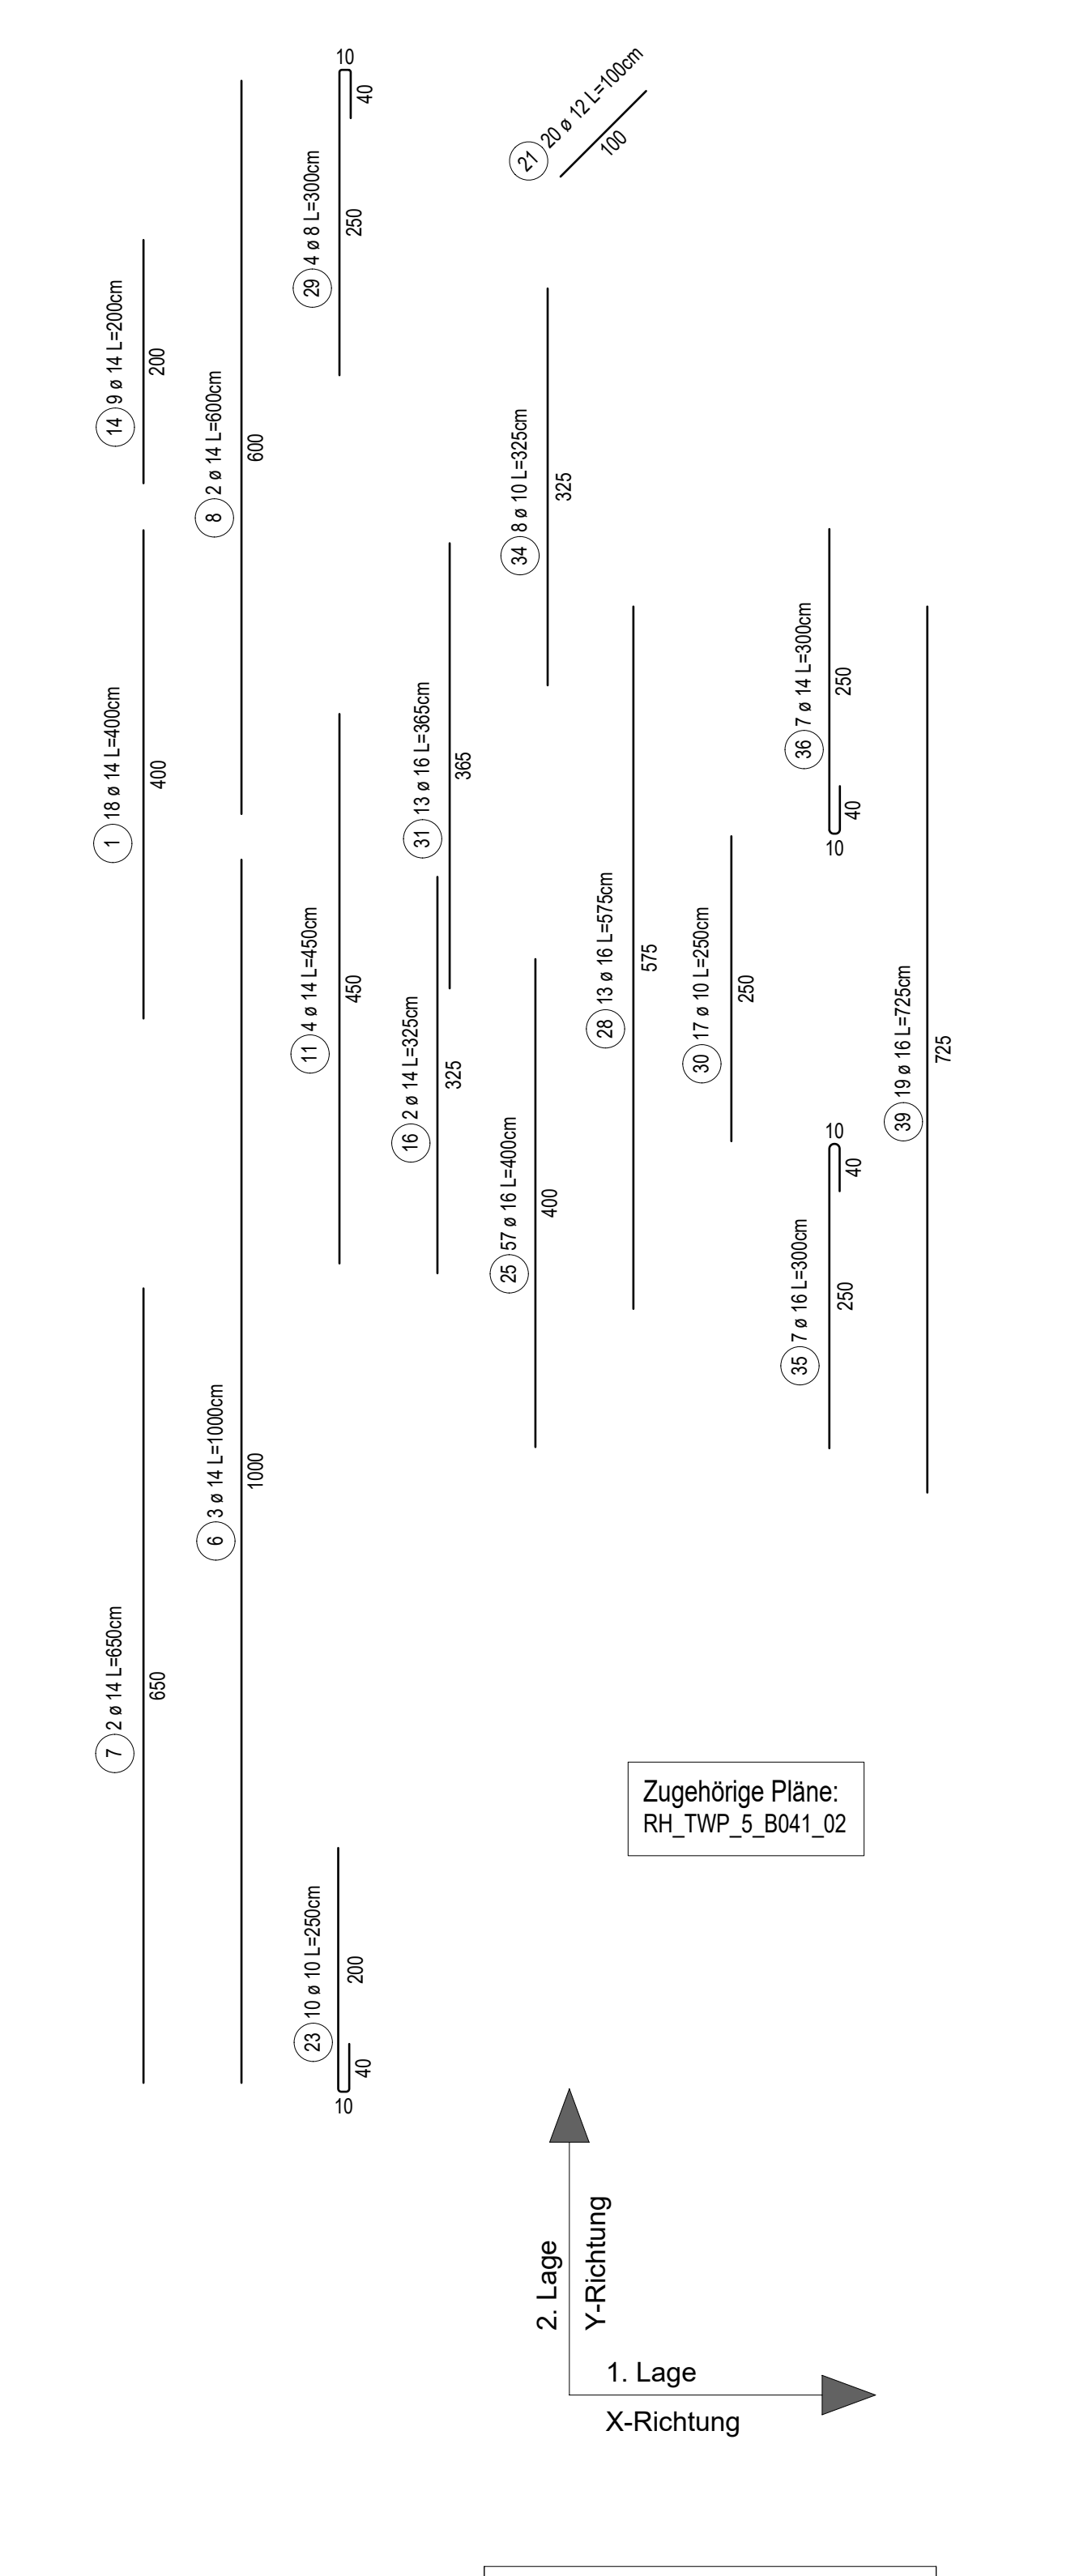 10
40
29 4 ø 8 L=300cm
250
21 20 ø 12 L=100cm
100
14 9 ø 14 L=200cm
200
8 2 ø 14 L=600cm
600
34 8 ø 10 L=325cm
325
1 18 ø 14 L=400cm
400
31 13 ø 16 L=365cm
365
36 7 ø 14 L=300cm
250
40
10
11 4 ø 14 L=450cm
450
16 2 ø 14 L=325cm
325
28 13 ø 16 L=575cm
575
30 17 ø 10 L=250cm
250
39 19 ø 16 L=725cm
725
25 57 ø 16 L=400cm
400
10
40
35 7 ø 16 L=300cm
250
6 3 ø 14 L=1000cm
1000
7 2 ø 14 L=650cm
650
Zugehörige Pläne:
RH_TWP_5_B041_02
23 10 ø 10 L=250cm
200
40
10
2. Lage
Y-Richtung
1. Lage
X-Richtung